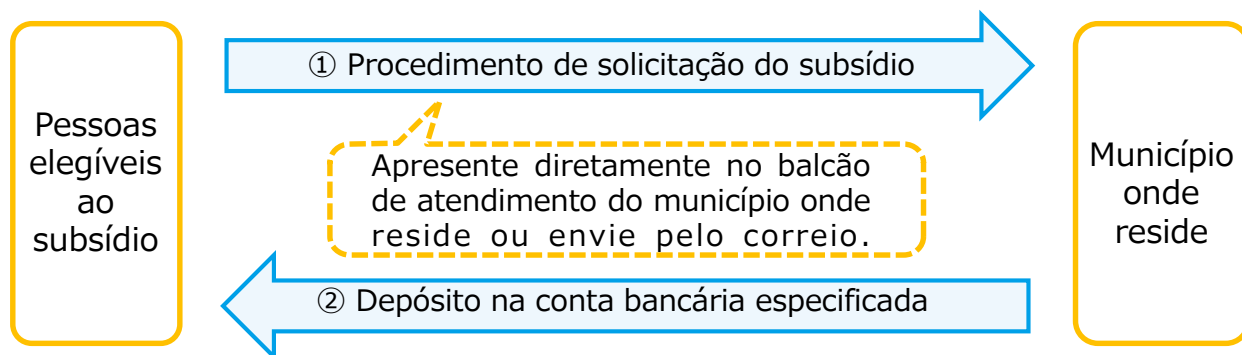 Pessoas
elegíveis
ao
subsídio
① Procedimento de solicitação do subsídio
Apresente diretamente no balcão
de atendimento do município onde
reside ou envie pelo correio.
② Depósito na conta bancária especificada
Município
onde
reside